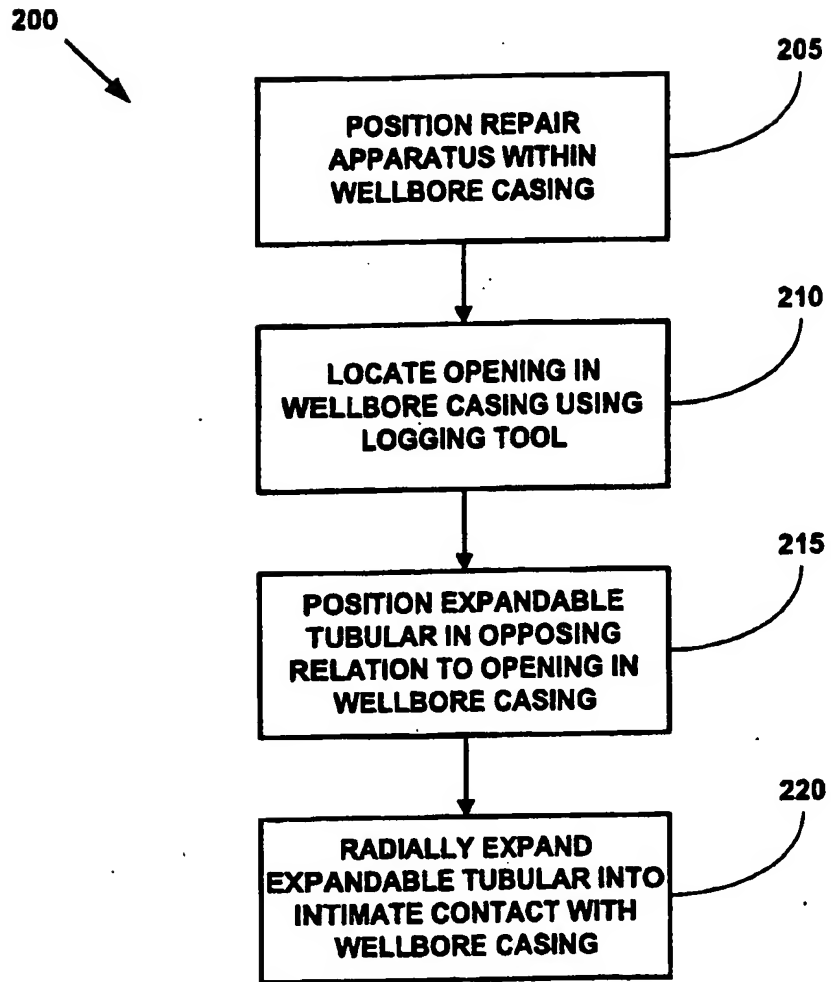 200
205
POSITION REPAIR
APPARATUS WITHIN
WELLBORE CASING
210
LOCATE OPENING IN
WELLBORE CASING USING
LOGGING TOOL
215
POSITION EXPANDABLE
TUBULAR IN OPPOSING
RELATION TO OPENING IN
WELLBORE CASING
220
RADIALLY EXPAND
EXPANDABLE TUBULAR INTO
INTIMATE CONTACT WITH
WELLBORE CASING